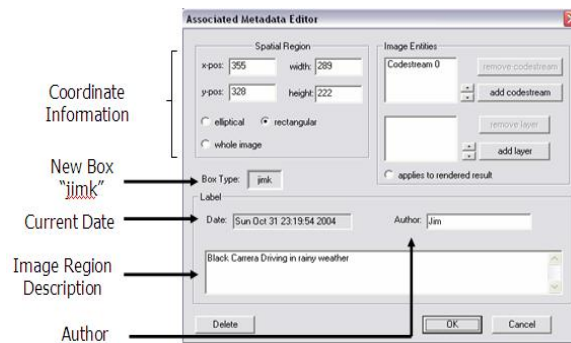 Associated Metadata Editor
Coordinate
Information
New Box
"jimk"
Current Date
Image Region
Description
Author
Spatial Region
x-pos: 355 width: 289
y-pos: 328 height: 222
elliptical rectangular
whole image
Image Entities
Codestream 0
remove codestream
add codestream
remove layer
add layer
applies to rendered result
Box Type: jimk
Label
Date: Sun Oct 31 23:19:54 2004 Author: Jim
Black Carrera Driving in rainy weather
Delete OK Cancel